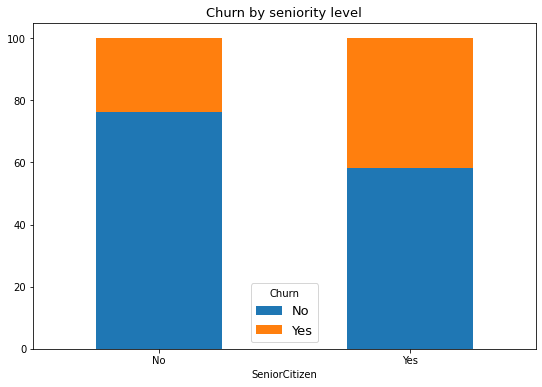 Churn by seniority level
100
80
60
40
20
0
Churn
No
Yes
No
Yes
SeniorCitizen